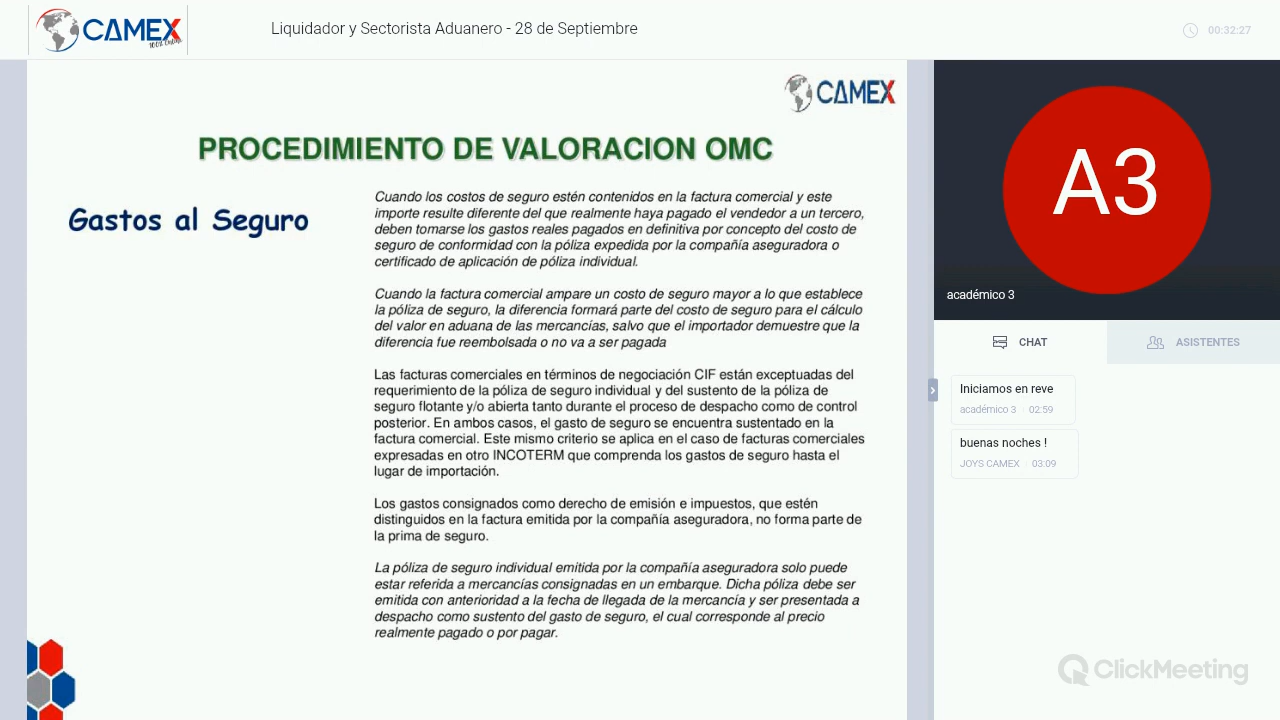 CAMEX
100% Online
Liquidador y Sectorista Aduanero - 28 de Septiembre
00:32:27
CAMEX
PROCEDIMIENTO DE VALORACION OMC
Gastos al Seguro
Cuando los costos de seguro estén contenidos en la factura comercial y este
importe resulte diferente del que realmente haya pagado el vendedor a un tercero,
deben tomarse los gastos reales pagados en definitiva por concepto del costo de
seguro de conformidad con la póliza expedida por la compañía aseguradora o
certificado de aplicación de póliza individual.
Cuando la factura comercial ampare un costo de seguro mayor a lo que establece
la póliza de seguro, la diferencia formará parte del costo de seguro para el cálculo
del valor en aduana de las mercancías, salvo que el importador demuestre que la
diferencia fue reembolsada o no va a ser pagada
Las facturas comerciales en términos de negociación CIF están exceptuadas del
requerimiento de la póliza de seguro individual y del sustento de la póliza de
seguro flotante y/o abierta tanto durante el proceso de despacho como de control
posterior. En ambos casos, el gasto de seguro se encuentra sustentado en la
factura comercial. Este mismo criterio se aplica en el caso de facturas comerciales
expresadas en otro INCOTERM que comprenda los gastos de seguro hasta el
lugar de importación.
Los gastos consignados como derecho de emisión e impuestos, que estén
distinguidos en la factura emitida por la compañía aseguradora, no forma parte de
la prima de seguro.
La póliza de seguro individual emitida por la compañía aseguradora solo puede
estar referida a mercancías consignadas en un embarque. Dicha póliza debe ser
emitida con anterioridad a la fecha de llegada de la mercancía y ser presentada a
despacho como sustento del gasto de seguro, el cual corresponde al precio
realmente pagado o por pagar.
A3
académico 3
CHAT
ASISTENTES
Iniciamos en reve
académico 3 02:59
buenas noches !
JOYS CAMEX 03:09
ClickMeeting